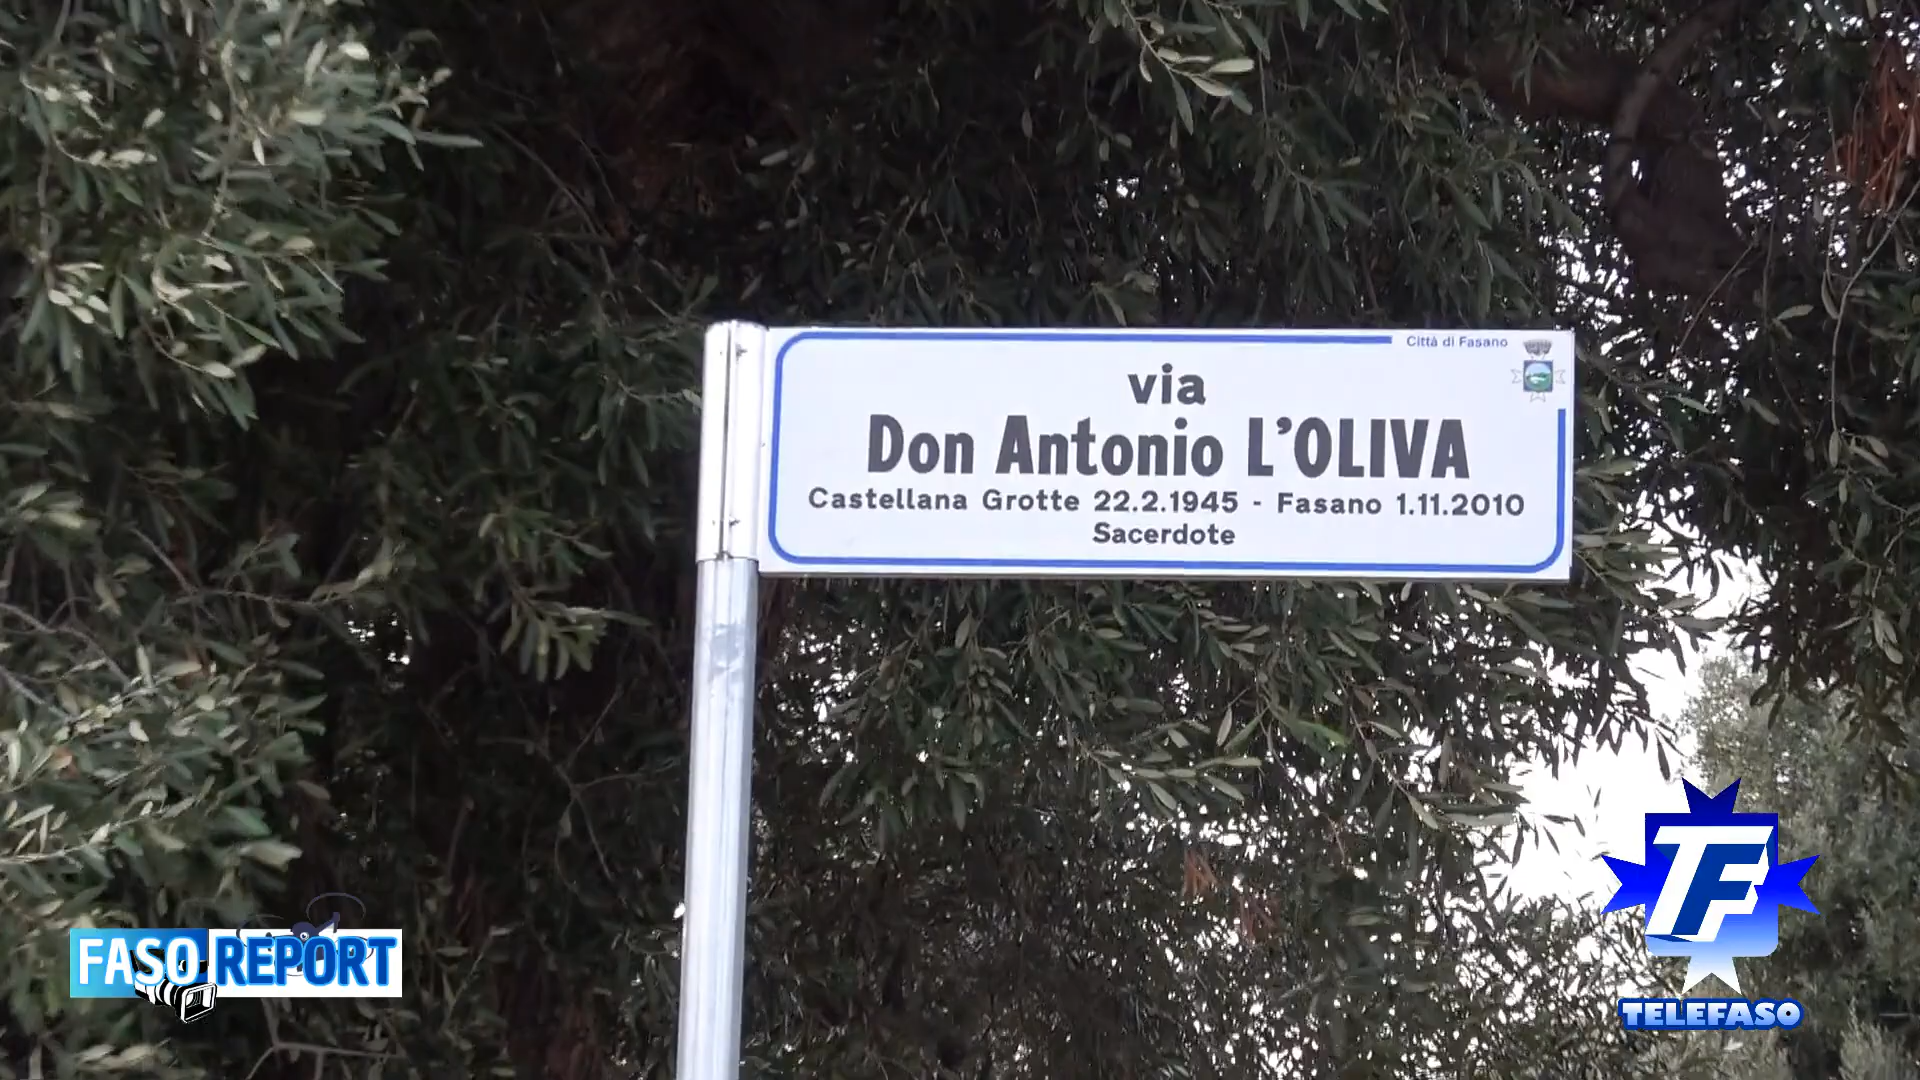 Città di Fasano
via
Don Antonio L'OLIVA
Castellana Grotte 22.2.1945 - Fasano 1.11.2010
Sacerdote
FASO REPORT
TF
TELEFASO